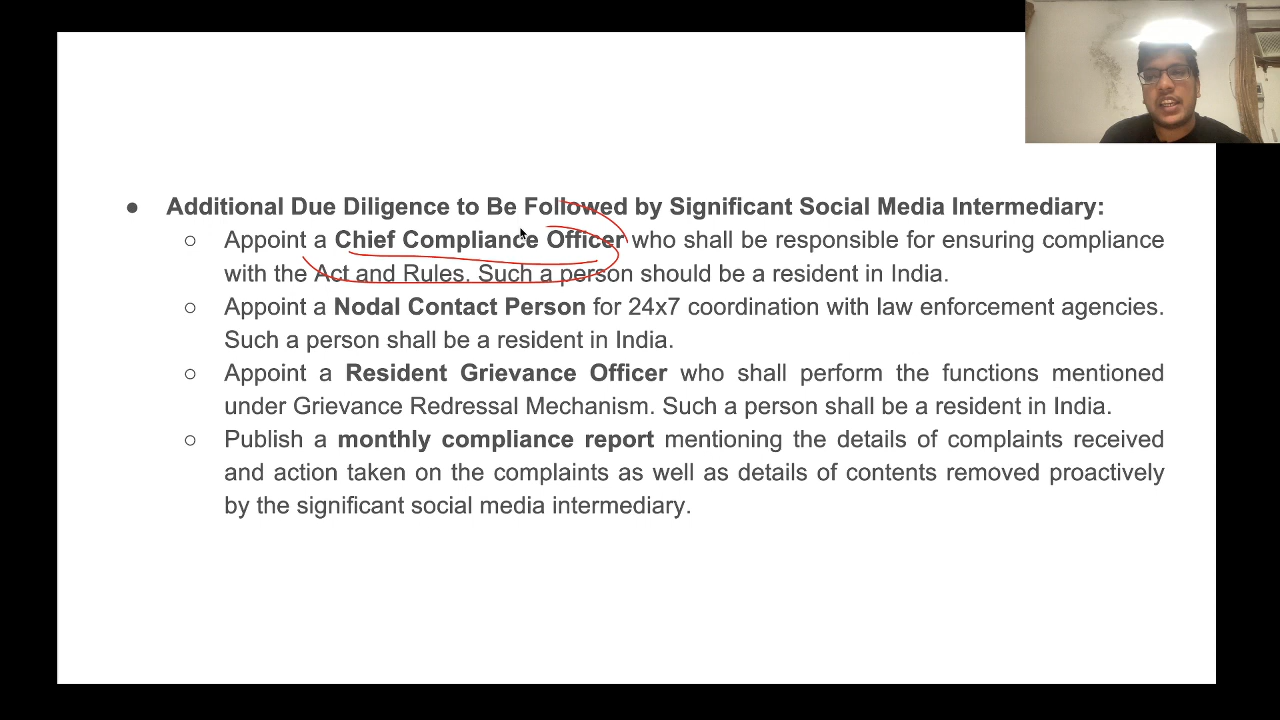 ● Additional Due Diligence to Be Followed by Significant Social Media Intermediary:
○ Appoint a Chief Compliance Officer who shall be responsible for ensuring compliance
with the Act and Rules. Such a person should be a resident in India.
○ Appoint a Nodal Contact Person for 24x7 coordination with law enforcement agencies.
Such a person shall be a resident in India.
○ Appoint a Resident Grievance Officer who shall perform the functions mentioned
under Grievance Redressal Mechanism. Such a person shall be a resident in India.
○ Publish a monthly compliance report mentioning the details of complaints received
and action taken on the complaints as well as details of contents removed proactively
by the significant social media intermediary.